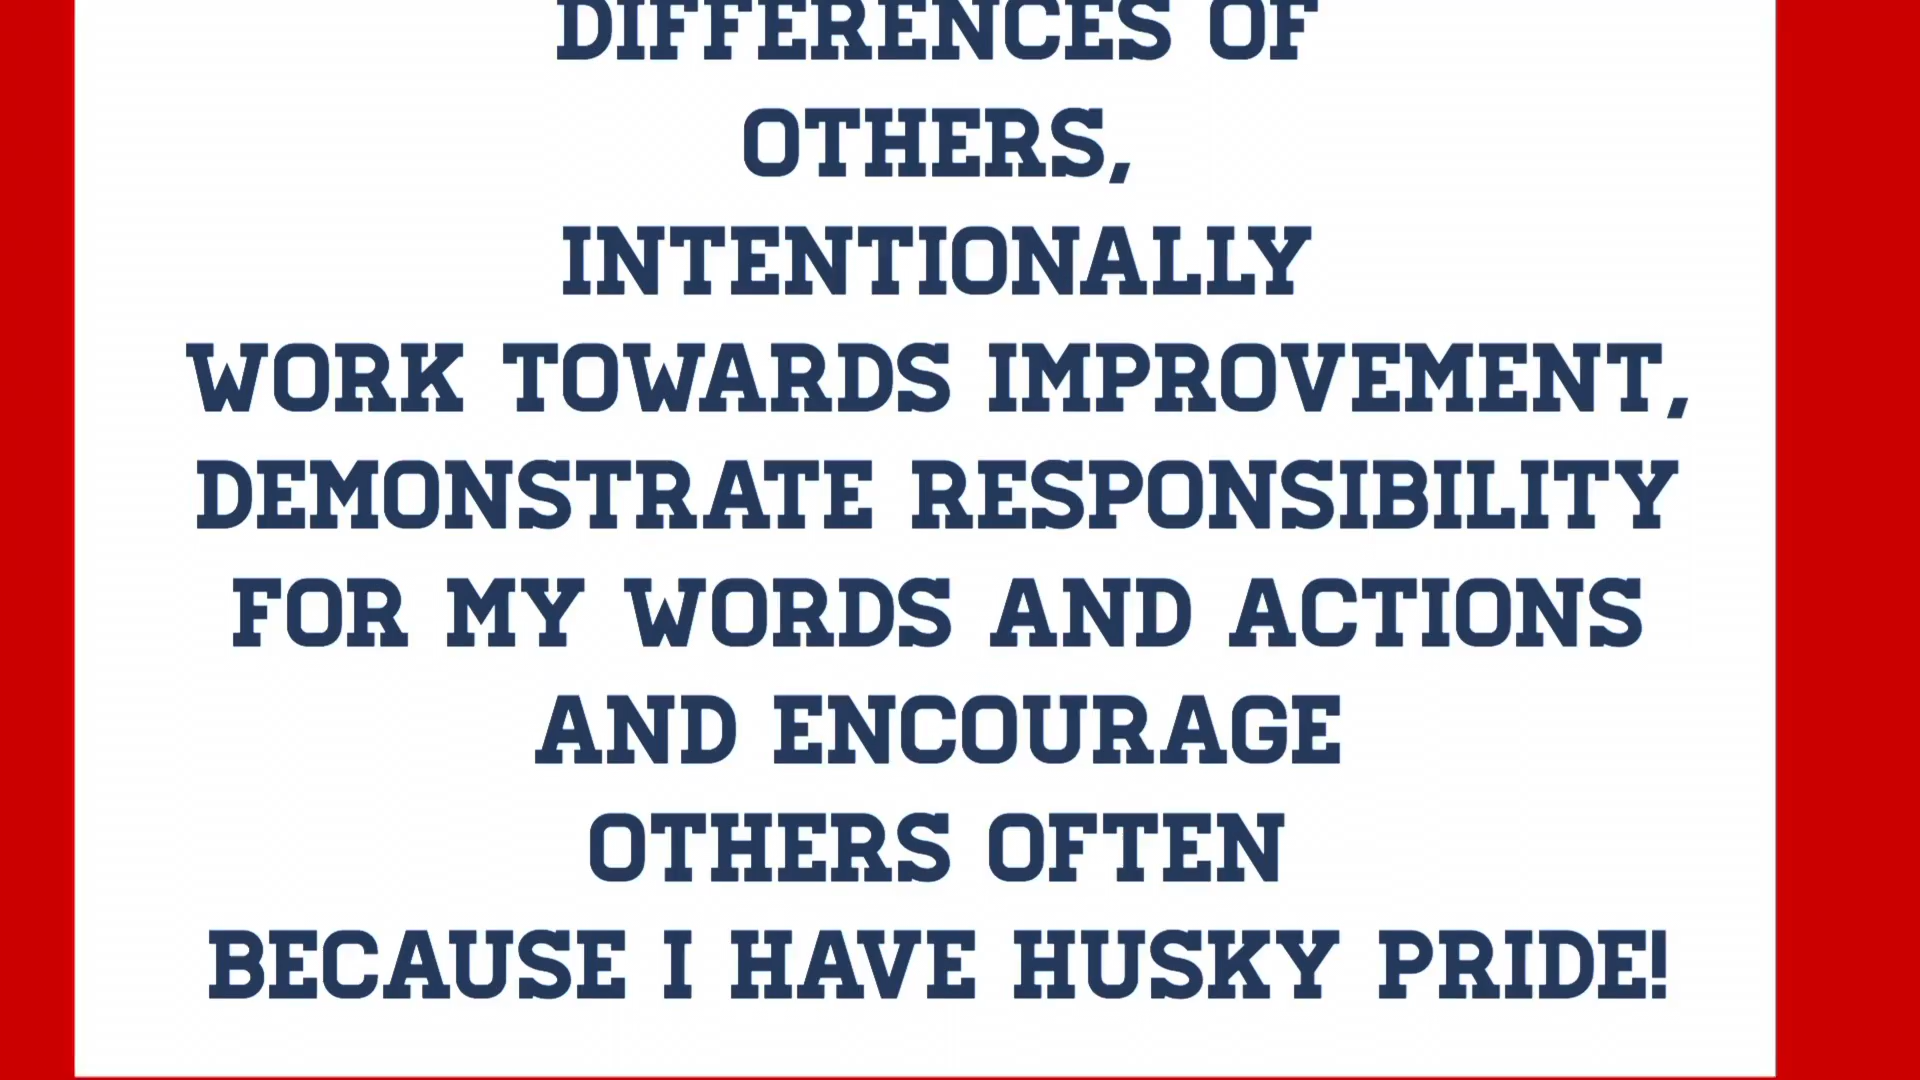 DIFFERENCES OF
OTHERS,
INTENTIONALLY
WORK TOWARDS IMPROVEMENT,
DEMONSTRATE RESPONSIBILITY
FOR MY WORDS AND ACTIONS
AND ENCOURAGE
OTHERS OFTEN
BECAUSE I HAVE HUSKY PRIDE!